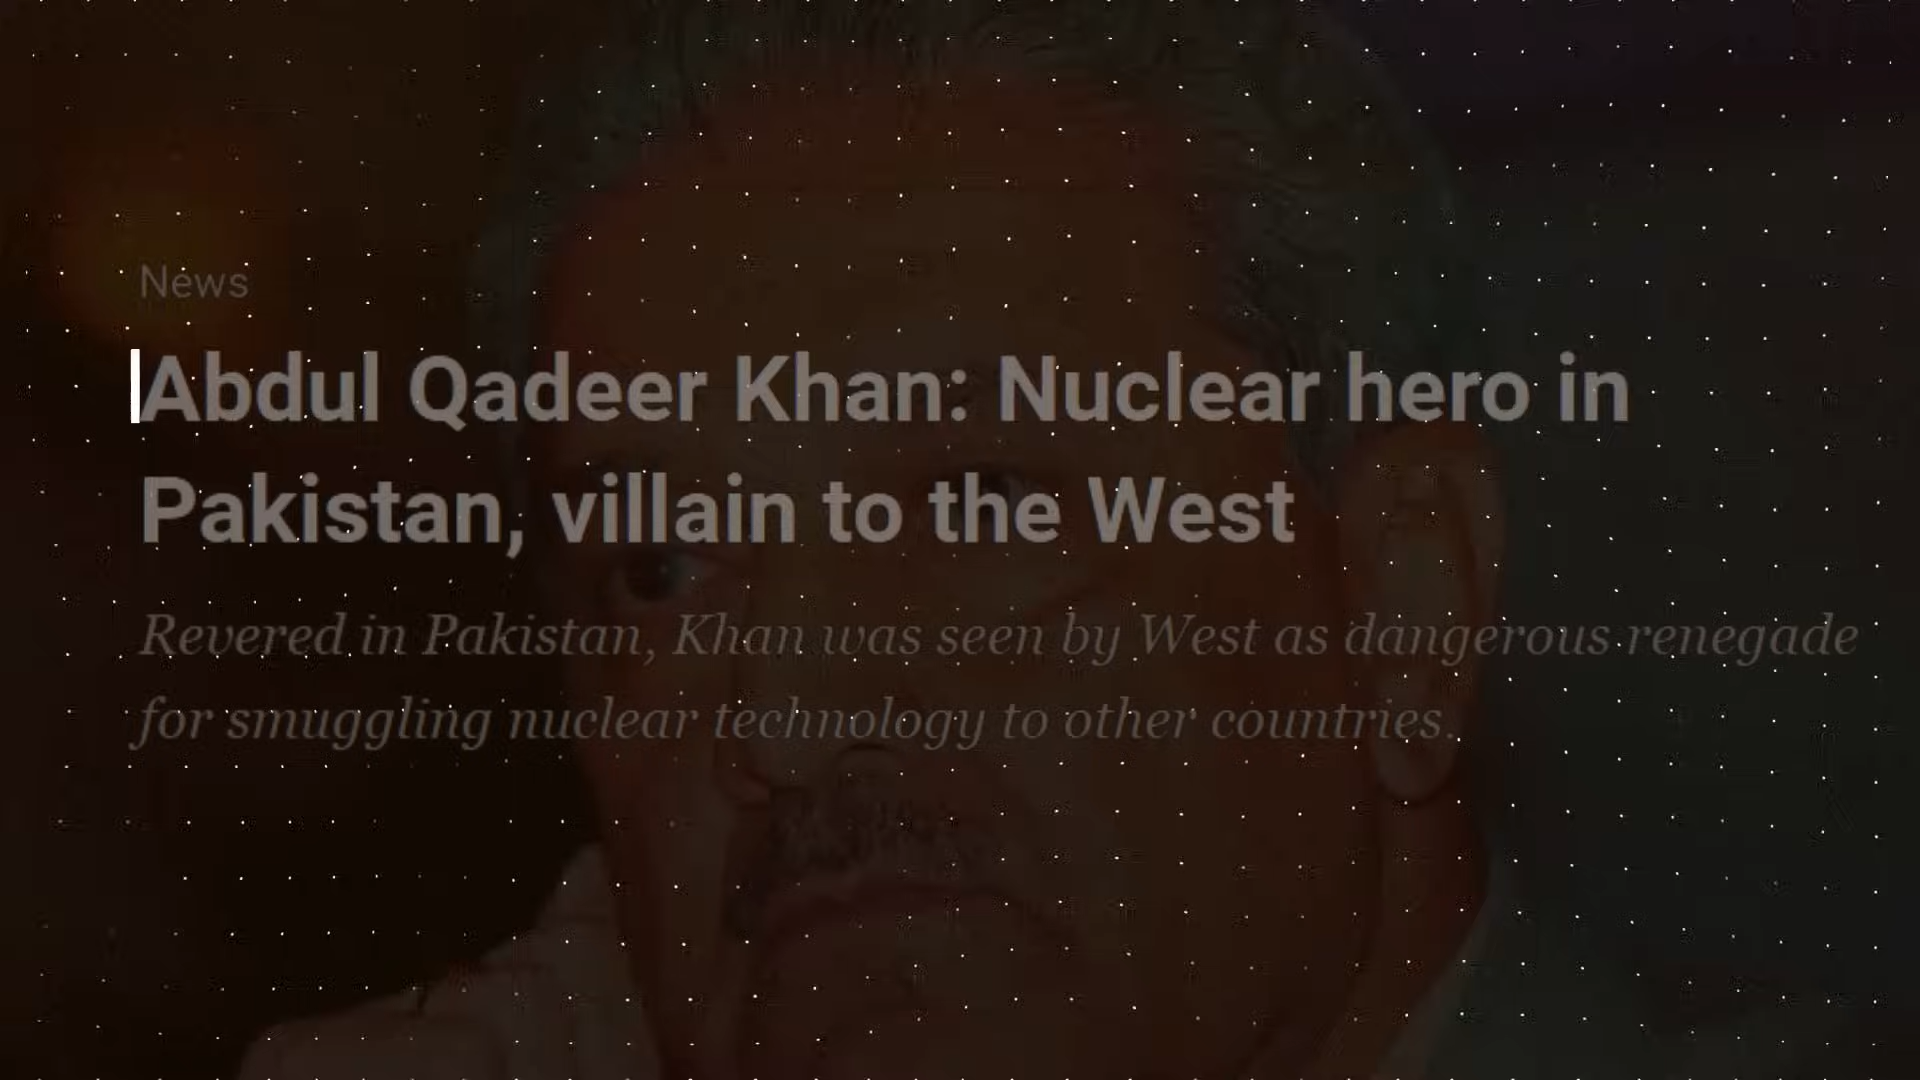 News
Abdul Qadeer Khan: Nuclear hero in
Pakistan, villain to the West
Revered in Pakistan, Khan was seen by West as dangerous renegade
for smuggling nuclear technology to other countries.